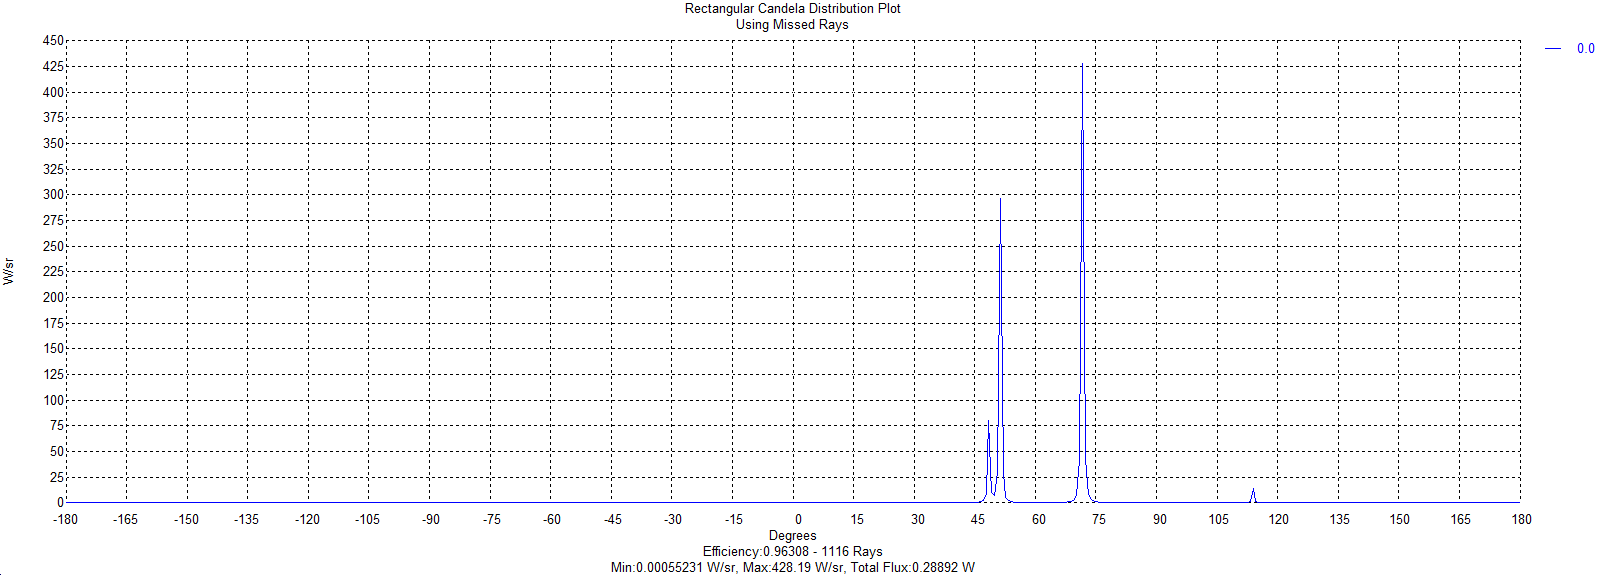 Rectangular Candela Distribution Plot
Using Missed Rays
450
425
400
375
350
325
300
275
250
225
200
175
150
125
100
75
50
25
0
W/sr
-180 -165 -150 -135 -120 -105 -90 -75 -60 -45 -30 -15 0 15 30 45 60 75 90 105 120 135 150 165 180
Degrees
Efficiency:0.96308 - 1116 Rays
Min:0.00055231 W/sr, Max:428.19 W/sr, Total Flux:0.28892 W
0.0